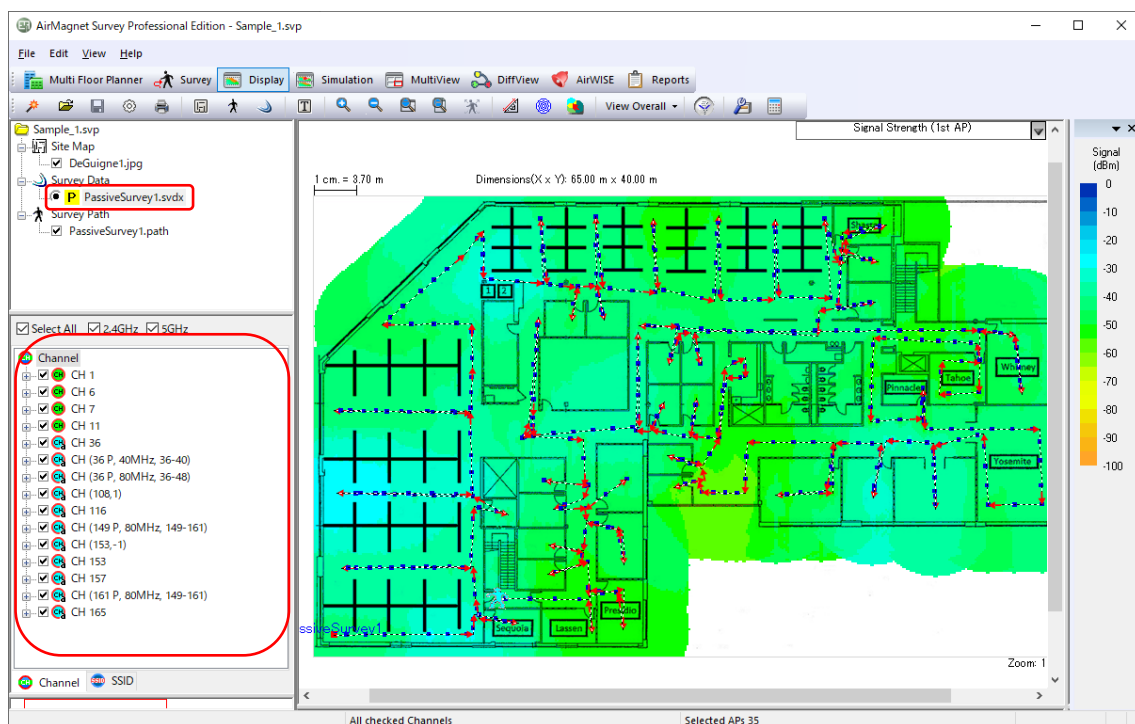 AirMagnet Survey Professional Edition - Sample_1.svp
File Edit View Help
Multi Floor Planner Survey Display Simulation MultiView DiffView AirWISE Reports
T View Overall
Sample_1.svp
Site Map
DeGuigne1.jpg
Survey Data
P PassiveSurvey1.svdx
Survey Path
PassiveSurvey1.path
Select All 2.4GHz 5GHz
Channel
CH 1
CH 6
CH 7
CH 11
CH 36
CH (36 P, 40MHz, 36-40)
CH (36 P, 80MHz, 36-48)
CH (108,1)
CH 116
CH (149 P, 80MHz, 149-161)
CH (153,-1)
CH 153
CH 157
CH (161 P, 80MHz, 149-161)
CH 165
Channel SSID
Signal Strength (1st AP)
1 cm. = 3.70 m Dimensions(X x Y): 65.00 m x 40.00 m
Shasta
1 2
Whitney
Tahoe
Pinnacles
Yosemite
Presidio
Sequoia Lassen
ssiveSurvey1
Zoom: 1
Signal
(dBm)
0
-10
-20
-30
-40
-50
-60
-70
-80
-90
-100
All checked Channels Selected APs 35